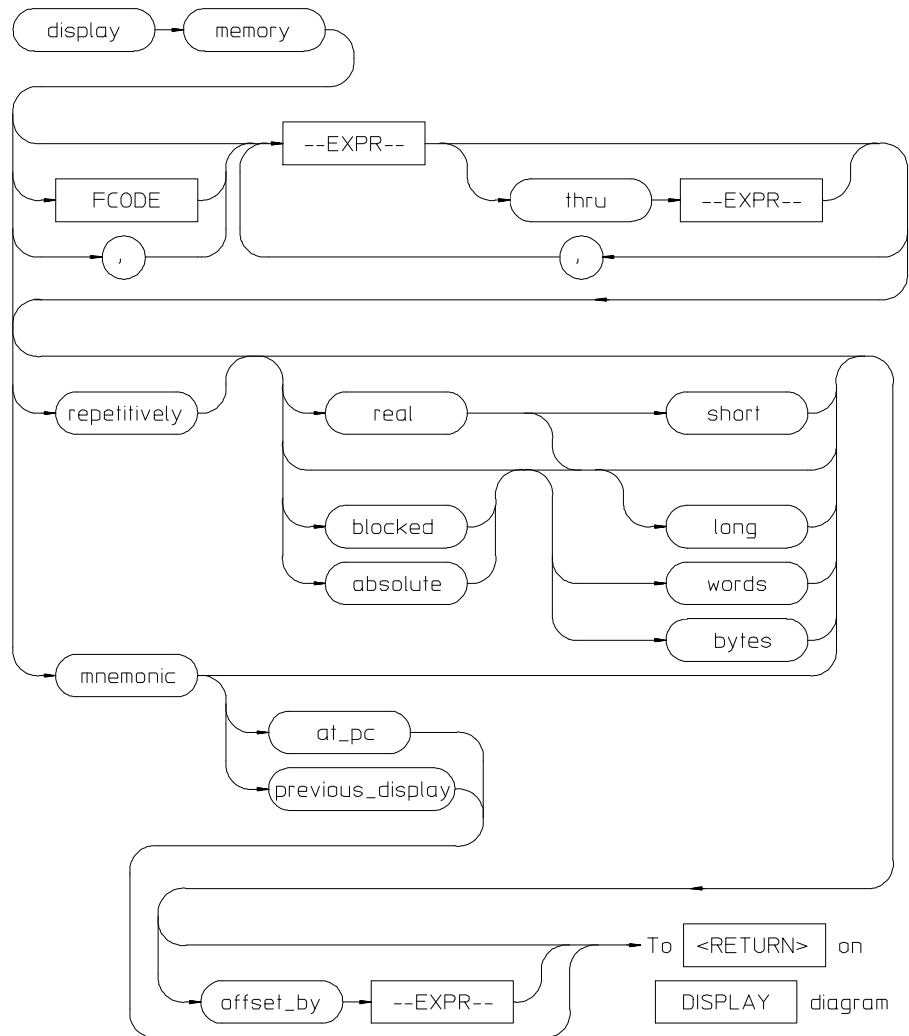 display memory
--EXPR--
FCODE thru --EXPR--
, ,
repetitively real short
blocked long
absolute words
bytes
mnemonic
at_pc
previous_display
To <RETURN> on
offset_by --EXPR-- DISPLAY diagram